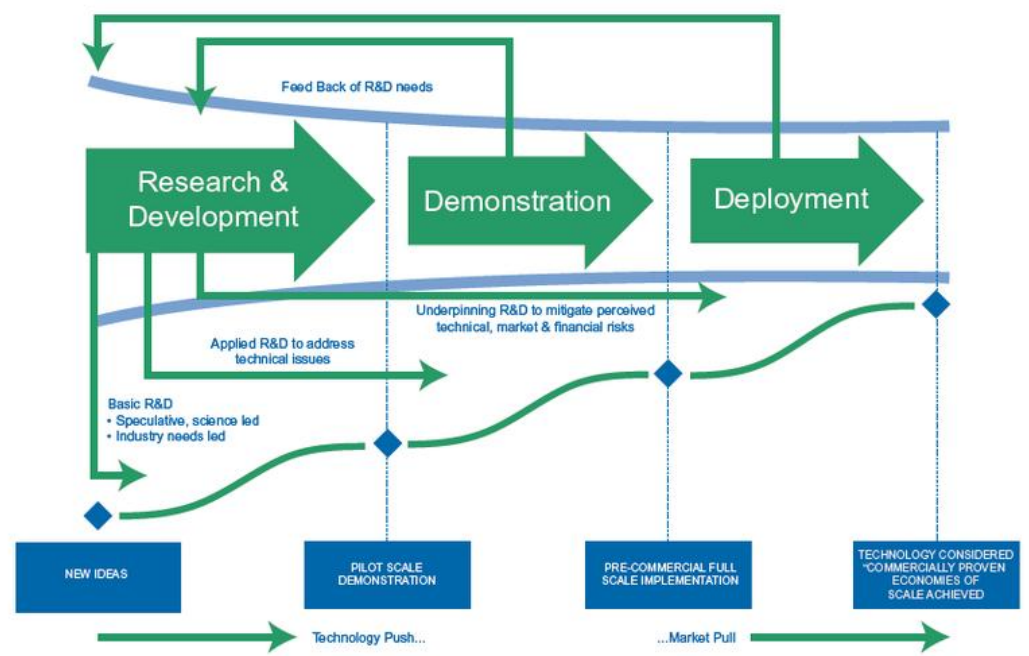 Feed Back of R&D needs
Research &
Development
Demonstration
Deployment
Underpinning R&D to mitigate perceived
technical, market & financial risks
Applied R&D to address
technical issues
Basic R&D
• Speculative, science led
• Industry needs led
NEW IDEAS
PILOT SCALE
DEMONSTRATION
PRE-COMMERCIAL FULL
SCALE IMPLEMENTATION
TECHNOLOGY CONSIDERED
"COMMERCIALLY PROVEN
ECONOMIES OF
SCALE ACHIEVED
Technology Push...
...Market Pull